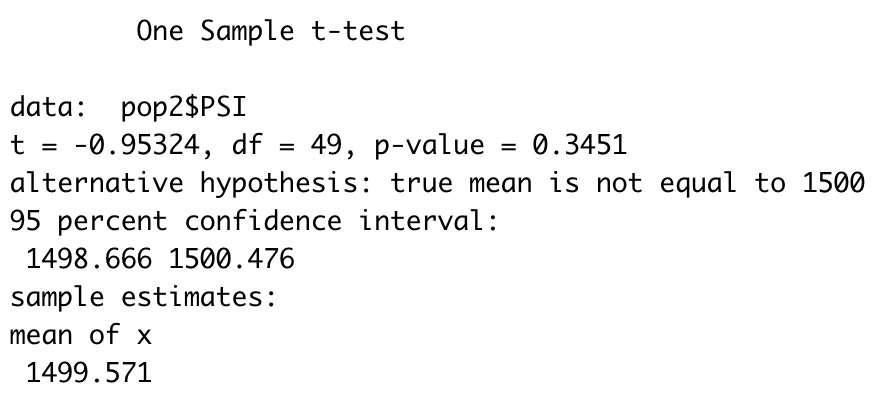 One Sample t-test
data:  pop2$PSI
t = -0.95324, df = 49, p-value = 0.3451
alternative hypothesis: true mean is not equal to 1500
95 percent confidence interval:
1498.666 1500.476
sample estimates:
mean of x
1499.571